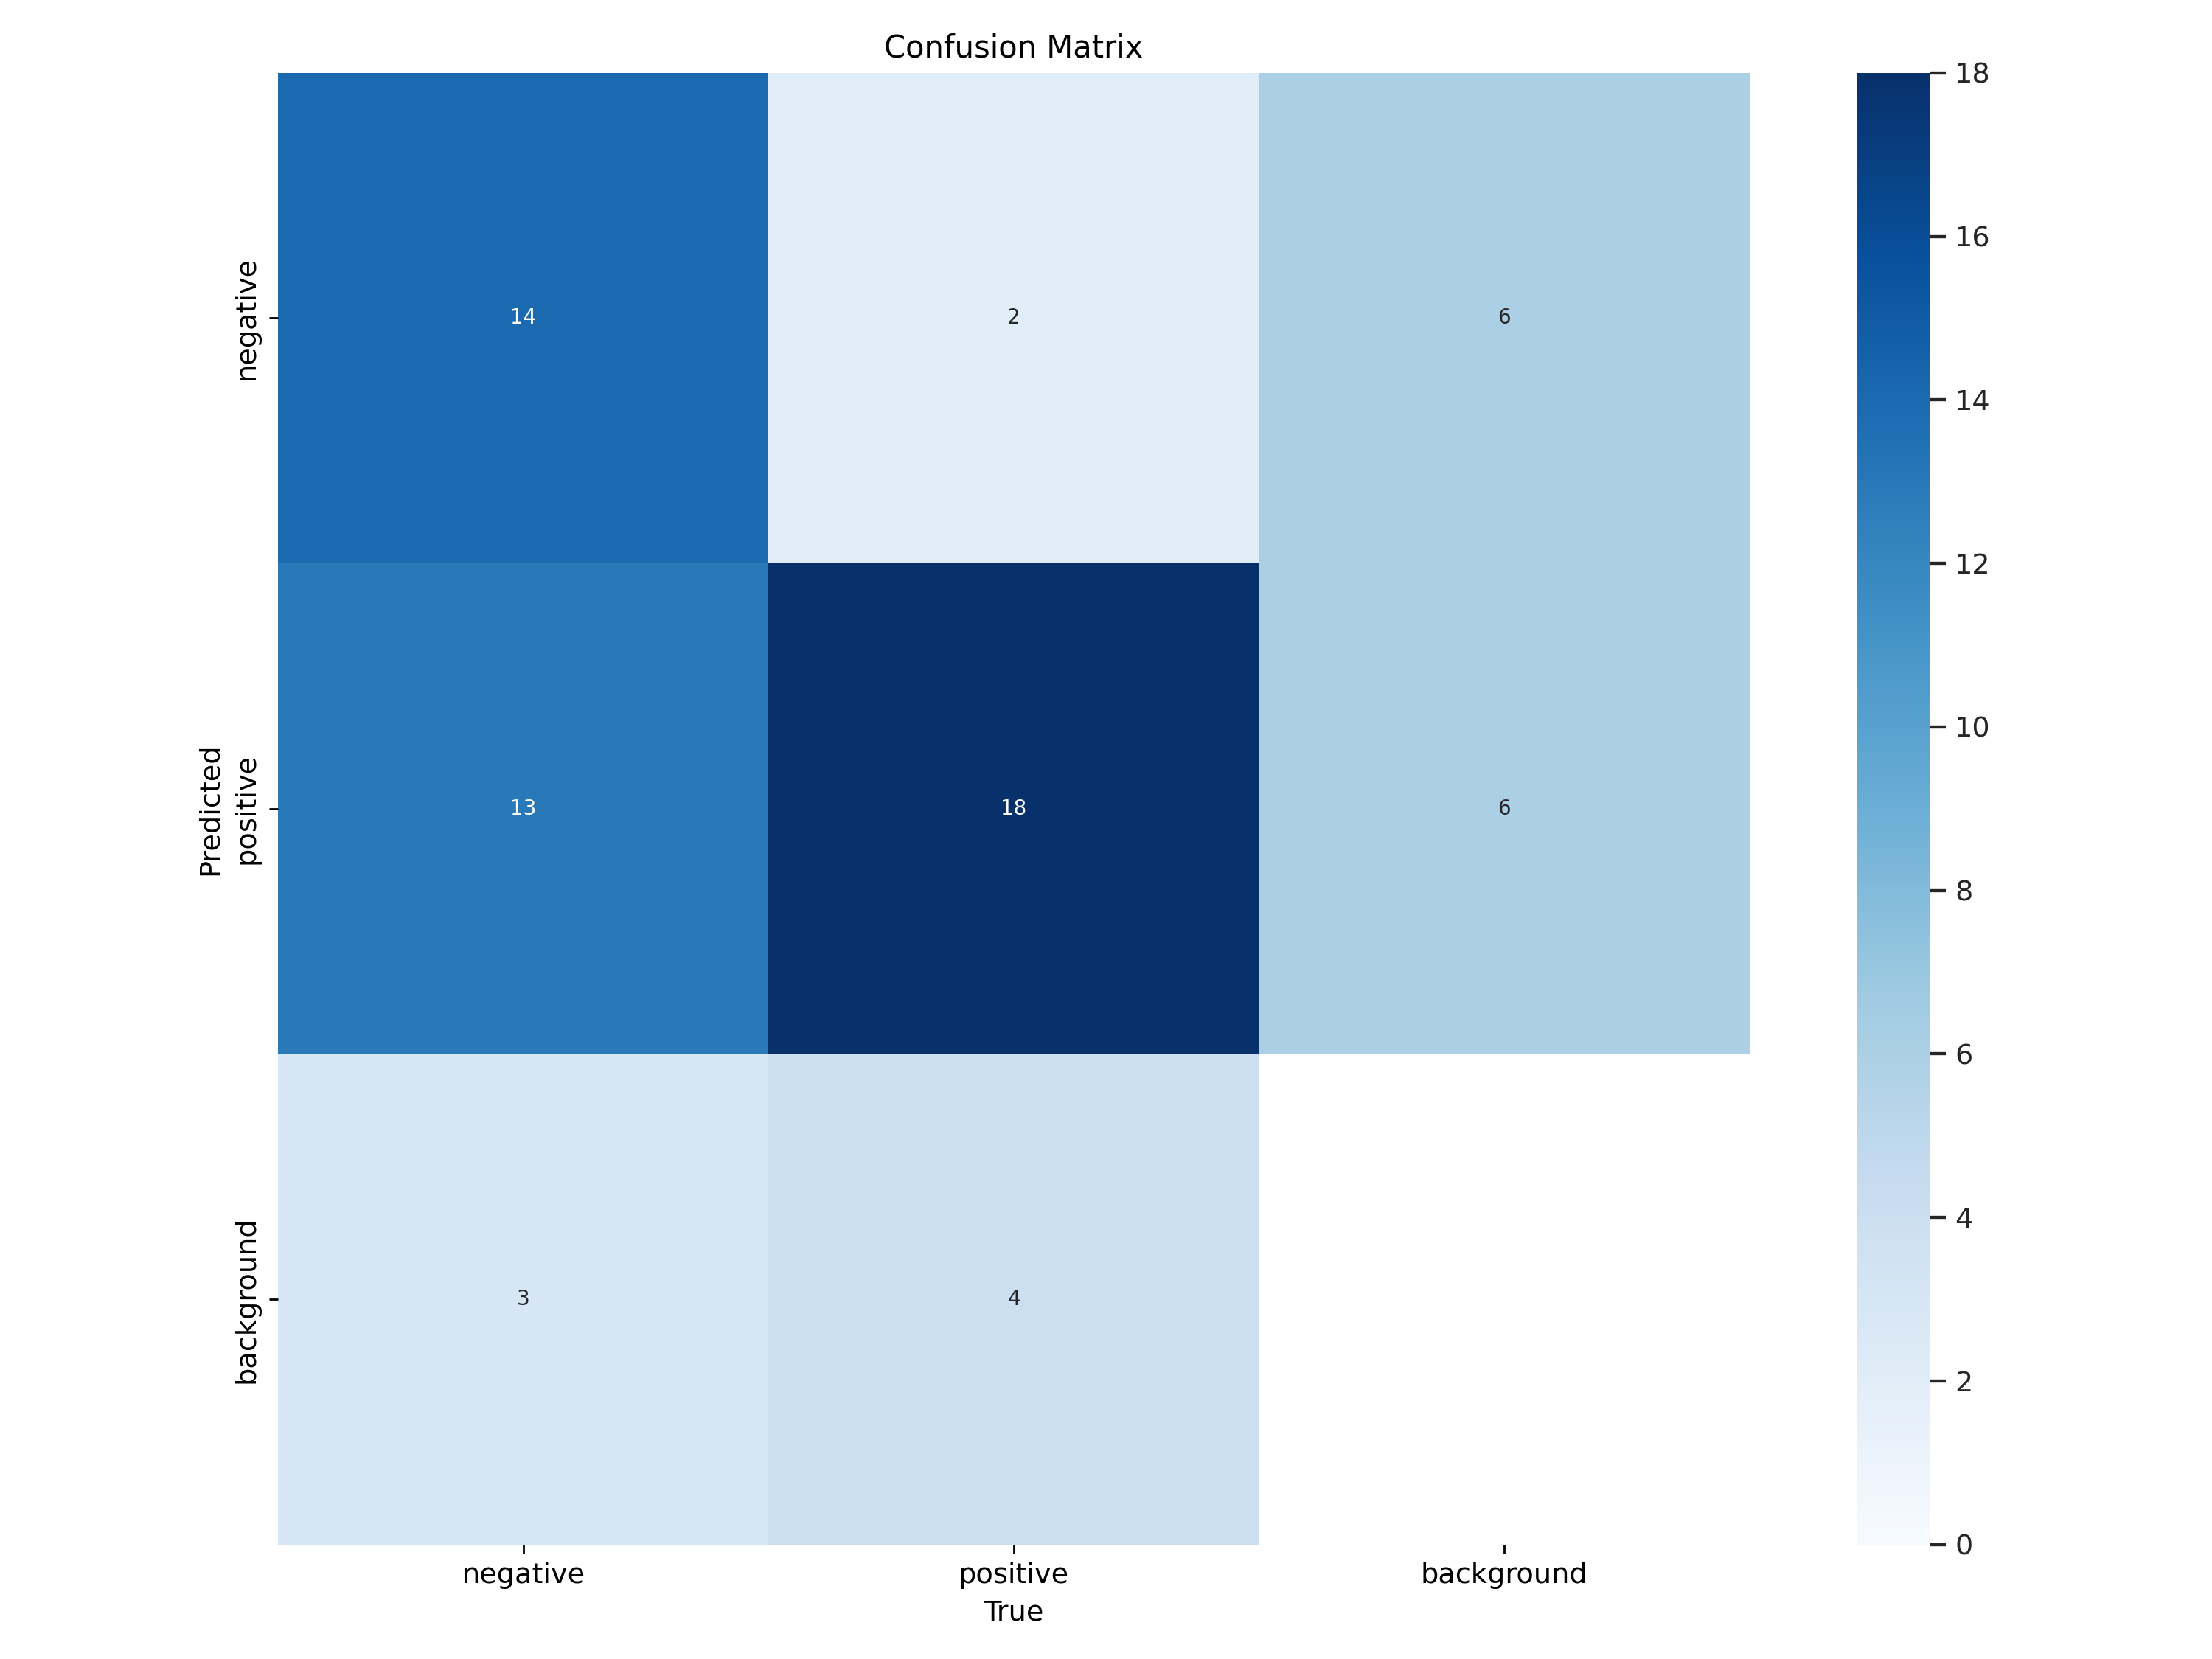 Confusion Matrix
18
16
14
12
10
8
6
4
2
0
negative
14
2
6
Predicted
positive
13
18
6
background
3
4
negative
positive
background
True